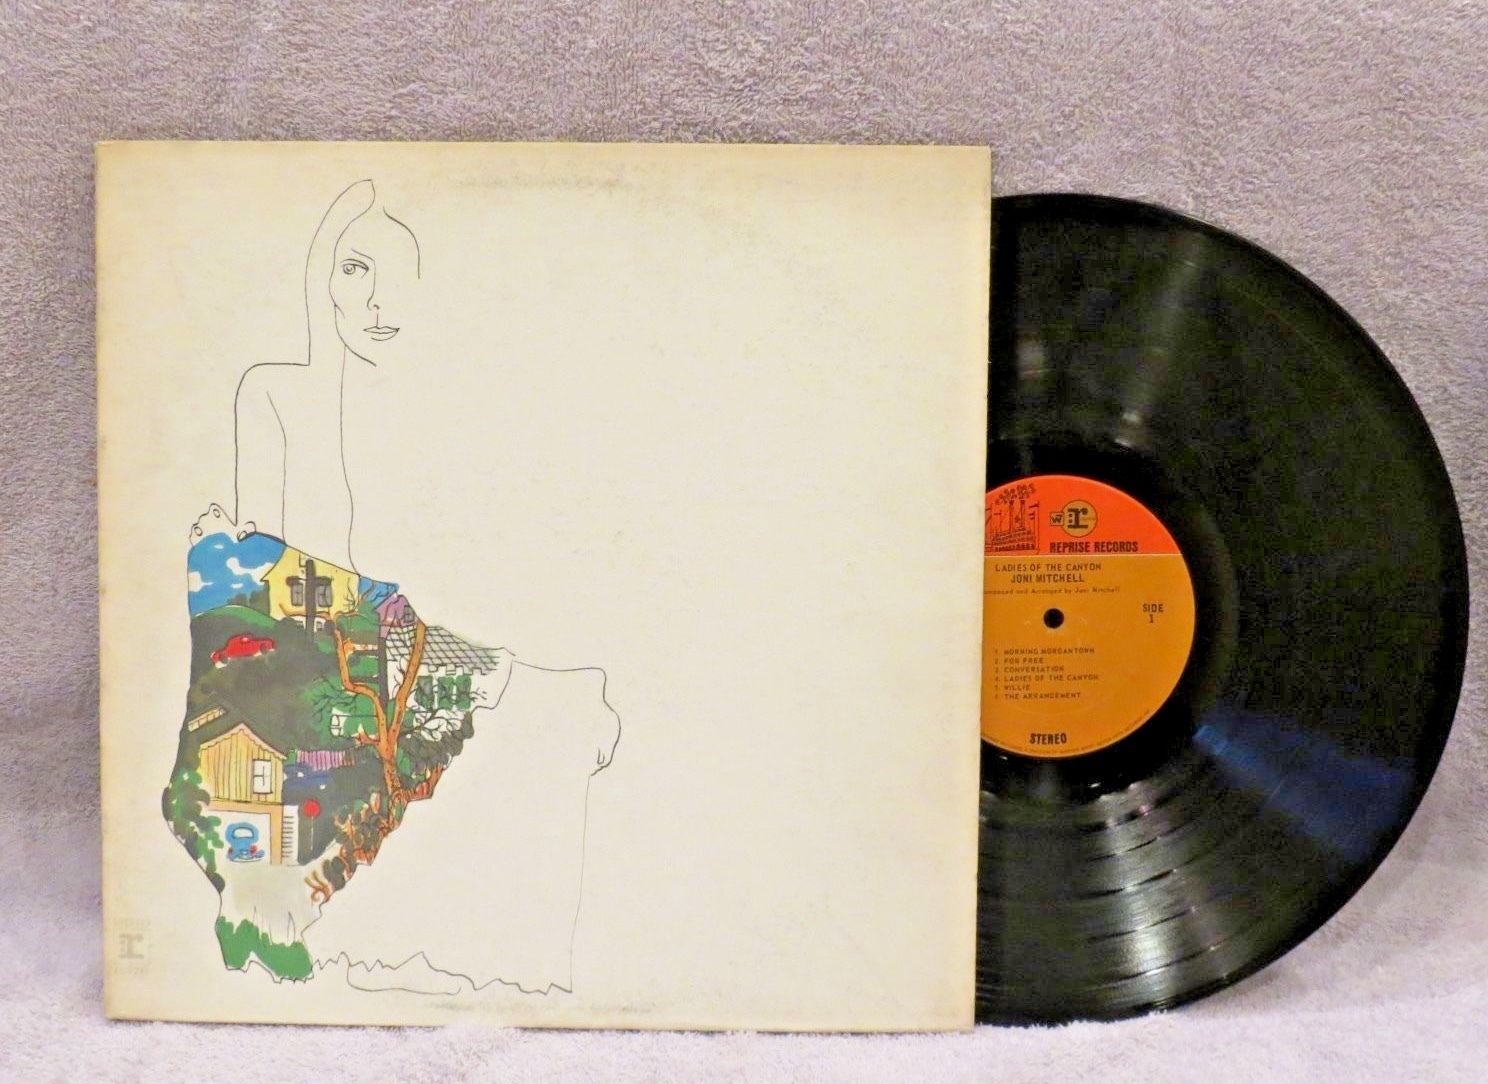 W
:r
REPRISE RECORDS
LADIES OF THE CANYON
JONI MITCHELL
and Arranged by Joni Mitchell
SIDE
1
1. MORNING MORGANTOWN
2. FOR FREE
3. CONVERSATION
4. LADIES OF THE CANYON
5. WILLIE
6. THE ARRANGEMENT
STEREO
:r